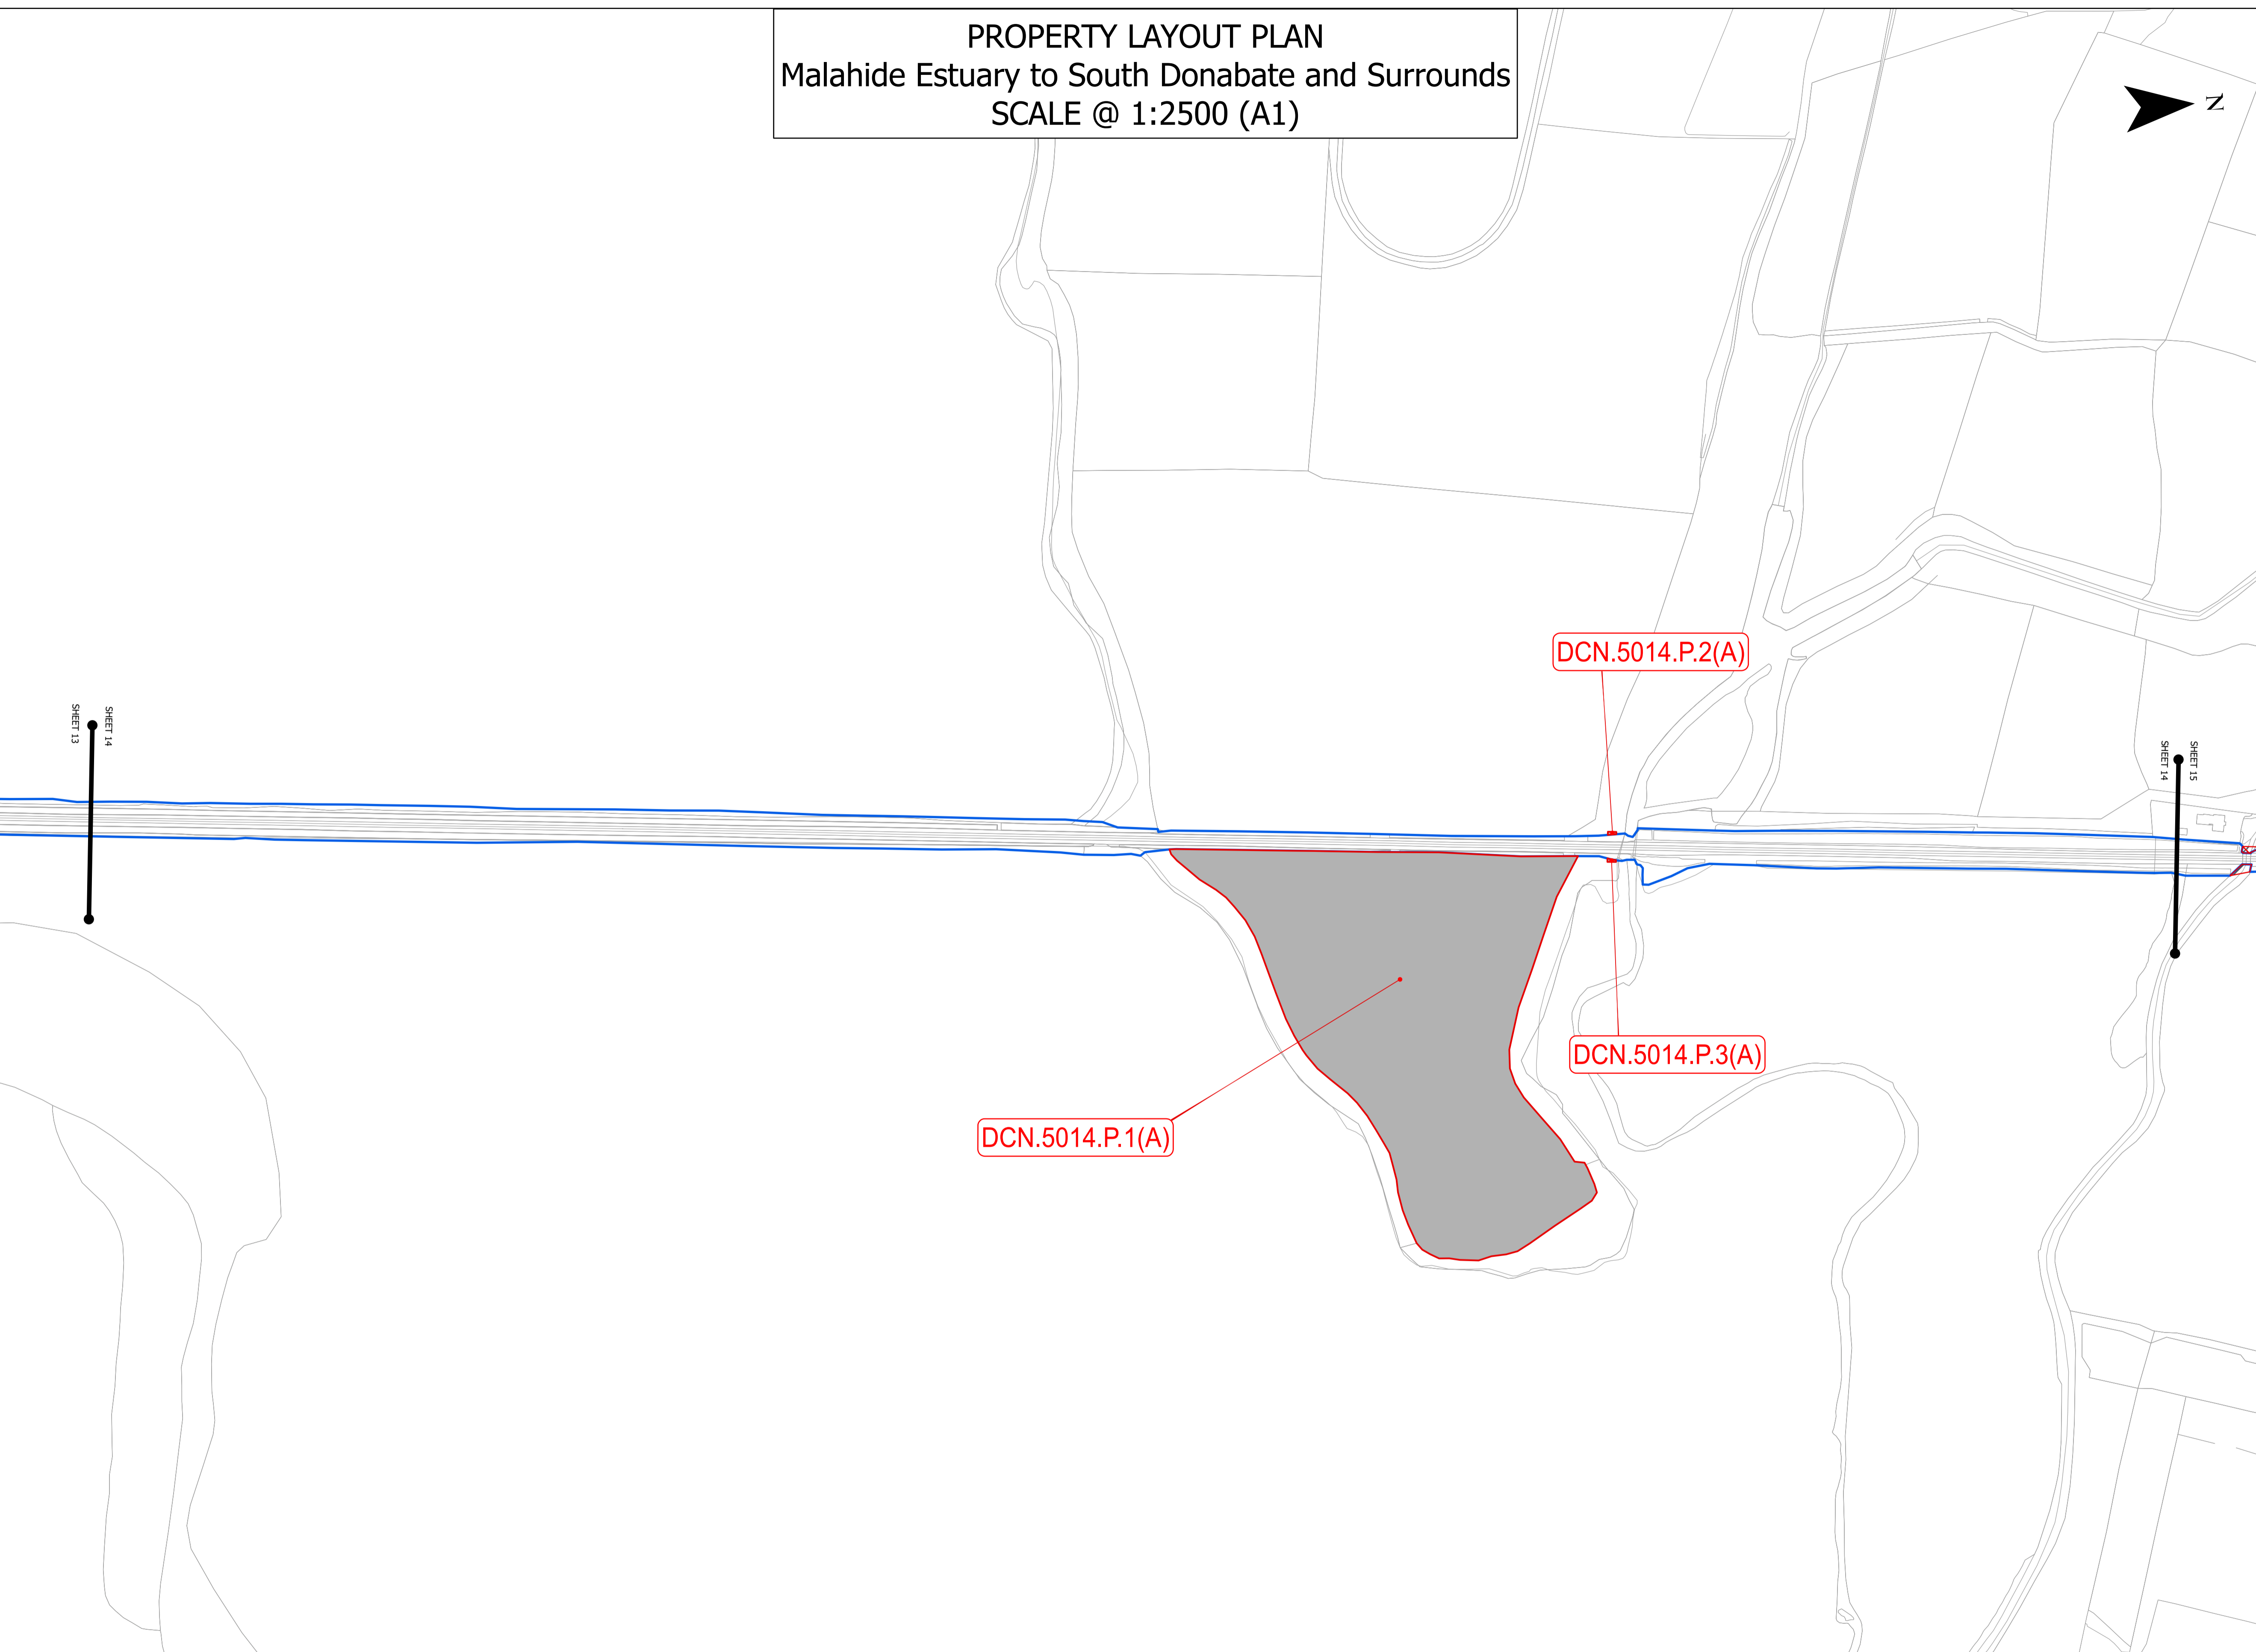 PROPERTY LAYOUT PLAN
Malahide Estuary to South Donabate and Surrounds
SCALE @ 1:2500 (A1)
N
DCN.5014.P.2(A)
SHEET 13
SHEET 14
SHEET 14
SHEET 15
DCN.5014.P.3(A)
DCN.5014.P.1(A)